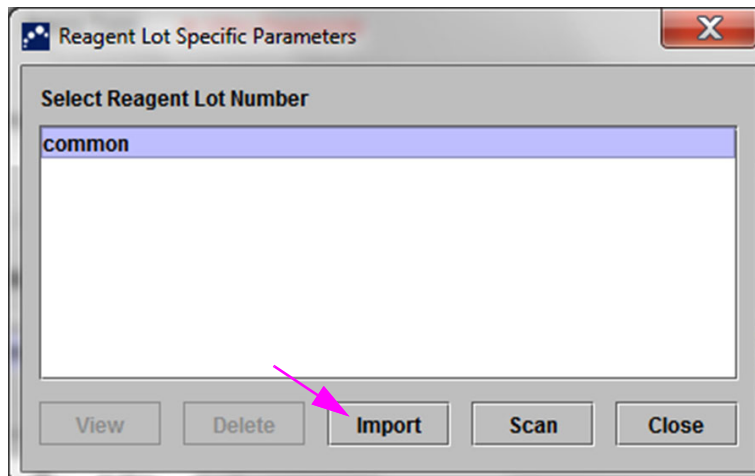 Reagent Lot Specific Parameters
Select Reagent Lot Number
common
View Delete Import Scan Close